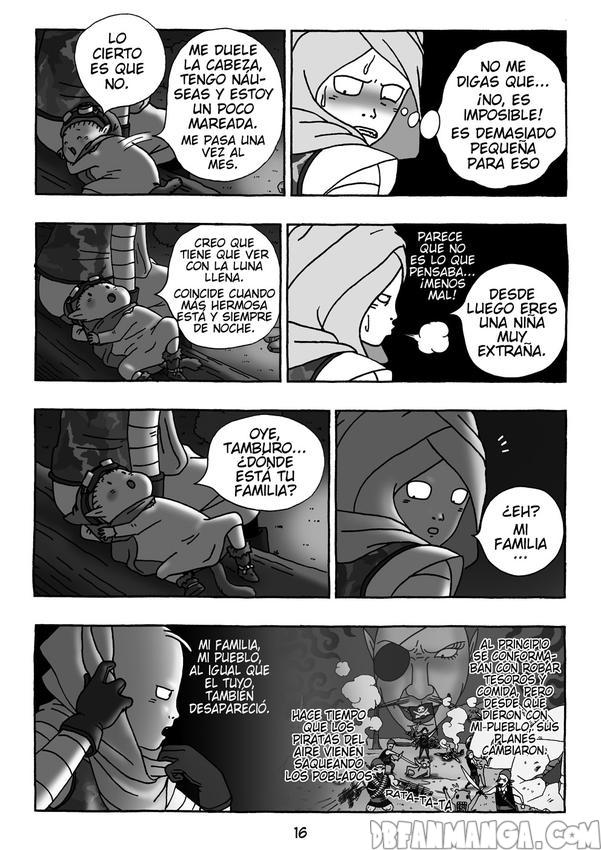 LO
CIERTO
ES QUE
NO.
ME DUELE
LA CABEZA,
TENGO NÁU-
SEAS Y ESTOY
UN POCO
MAREADA.
ME PASA UNA
VEZ AL
MES.
NO ME
DIGAS QUE...
¡NO, ES
IMPOSIBLE!
ES DEMASIADO
PEQUEÑA
PARA ESO
CREO QUE
TIENE QUE VER
CON LA LUNA
LLENA.
COINCIDE CUANDO
MÁS HERMOSA
ESTÁ Y SIEMPRE
DE NOCHE.
PARECE
QUE NO
ES LO QUE
PENSABA...
¡MENOS
MAL!
DESDE
LUEGO ERES
UNA NIÑA
MUY
EXTRAÑA.
OYE,
TAMBURO...
¿DÓNDE
ESTÁ TU
FAMILIA?
¿EH?
MI
FAMILIA
...
MI FAMILIA,
MI PUEBLO,
AL IGUAL QUE
EL TUYO,
TAMBIÉN
DESAPARECIÓ.
HACE TIEMPO
QUE LOS
PIRATAS DEL
AIRE VIENEN
SAQUEANDO
LOS POBLADOS
AL PRINCIPIO
SE CONFORMA-
BAN CON ROBAR
TESOROS Y
COMIDA, PERO
DESDE QUE
DIERON CON
MI PUEBLO, SUS
PLANES
CAMBIARON.
RATA-TA-TA
16
DBFANMANGA.COM